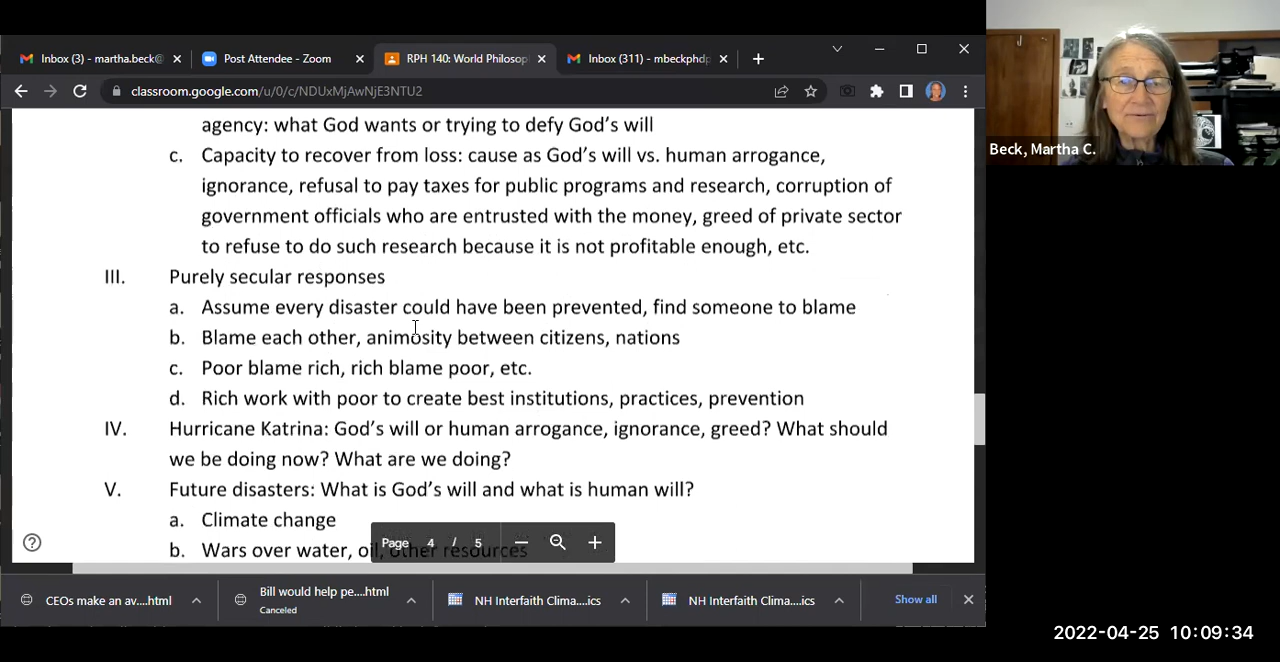 Inbox (3) - martha.beck@
Post Attendee - Zoom
RPH 140: World Philosop
Inbox (311) - mbeckphdp
classroom.google.com/u/0/c/NDUxMjAwNjE3NTU2
agency: what God wants or trying to defy God's will
c. Capacity to recover from loss: cause as God's will vs. human arrogance,
ignorance, refusal to pay taxes for public programs and research, corruption of
government officials who are entrusted with the money, greed of private sector
to refuse to do such research because it is not profitable enough, etc.
III. Purely secular responses
a. Assume every disaster could have been prevented, find someone to blame
b. Blame each other, animosity between citizens, nations
c. Poor blame rich, rich blame poor, etc.
d. Rich work with poor to create best institutions, practices, prevention
IV. Hurricane Katrina: God's will or human arrogance, ignorance, greed? What should
we be doing now? What are we doing?
V. Future disasters: What is God's will and what is human will?
a. Climate change
b. Wars over water, oil, other resources
Page 4 / 5
CEOs make an av....html
Bill would help pe....html
Canceled
NH Interfaith Clima....ics
NH Interfaith Clima....ics
Show all
Beck, Martha C.
2022-04-25 10:09:34